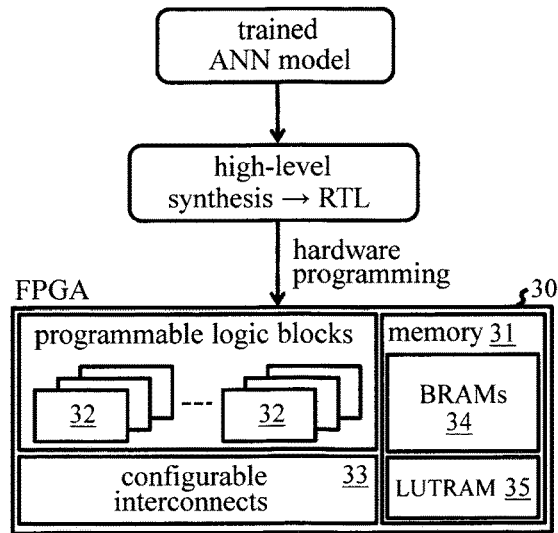 trained
ANN model
high-level
synthesis → RTL
hardware
programming
FPGA
30
programmable logic blocks
32
32
configurable
interconnects
33
memory 31
BRAMs
34
LUTRAM 35